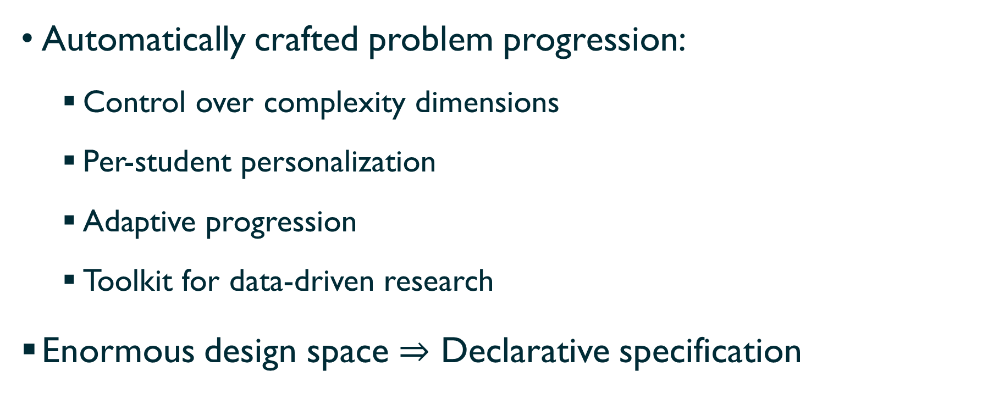 • Automatically crafted problem progression:
▪ Control over complexity dimensions
▪ Per-student personalization
▪ Adaptive progression
▪ Toolkit for data-driven research
▪ Enormous design space ⇒ Declarative specification